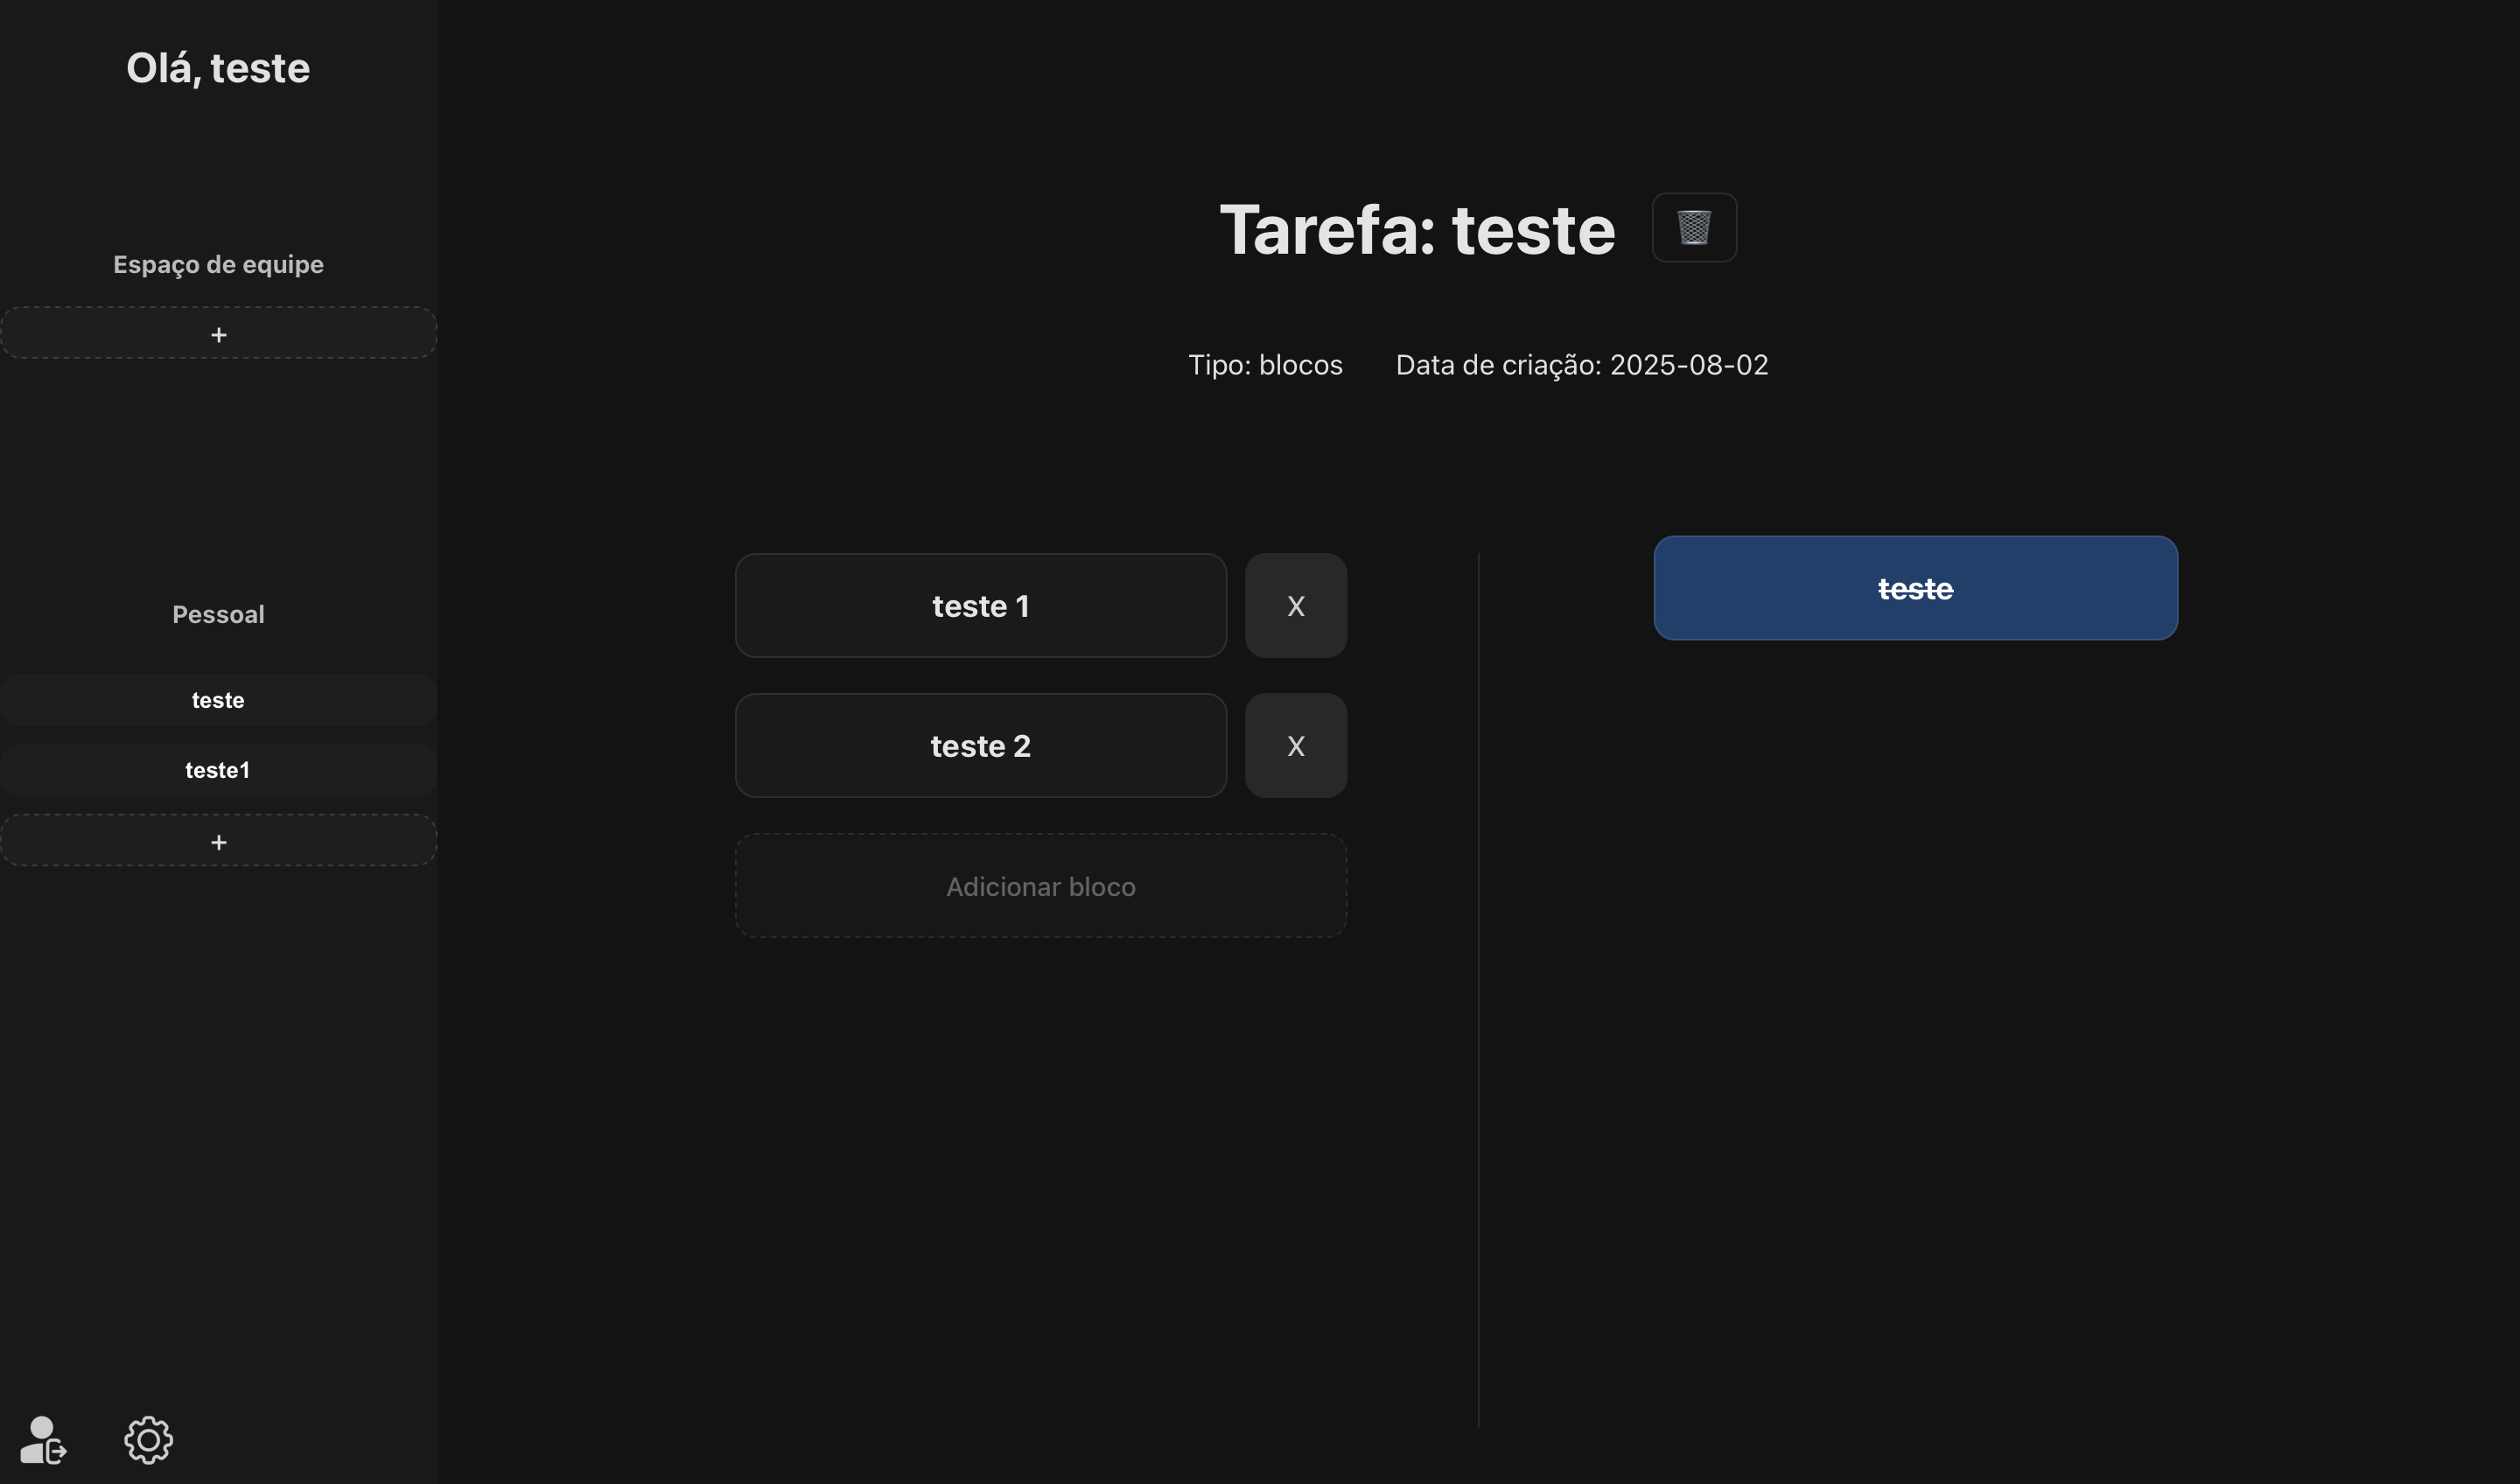 Olá, teste
Espaço de equipe
+
Pessoal
teste
teste1
+
Tarefa: teste
Tipo: blocos
Data de criação: 2025-08-02
teste 1
X
teste 2
X
Adicionar bloco
teste